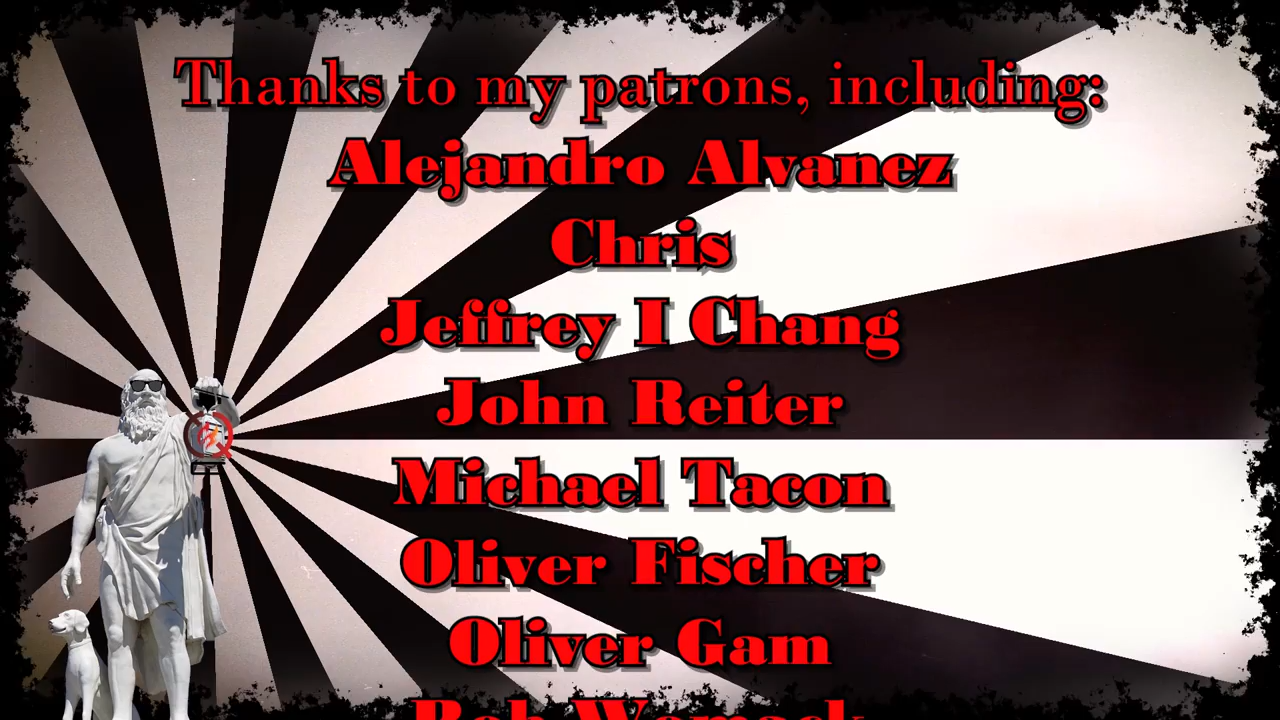 Thanks to my patrons, including:
Alejandro Alvanez
Chris
Jeffrey I Chang
John Reiter
Michael Tacon
Oliver Fischer
Oliver Gam